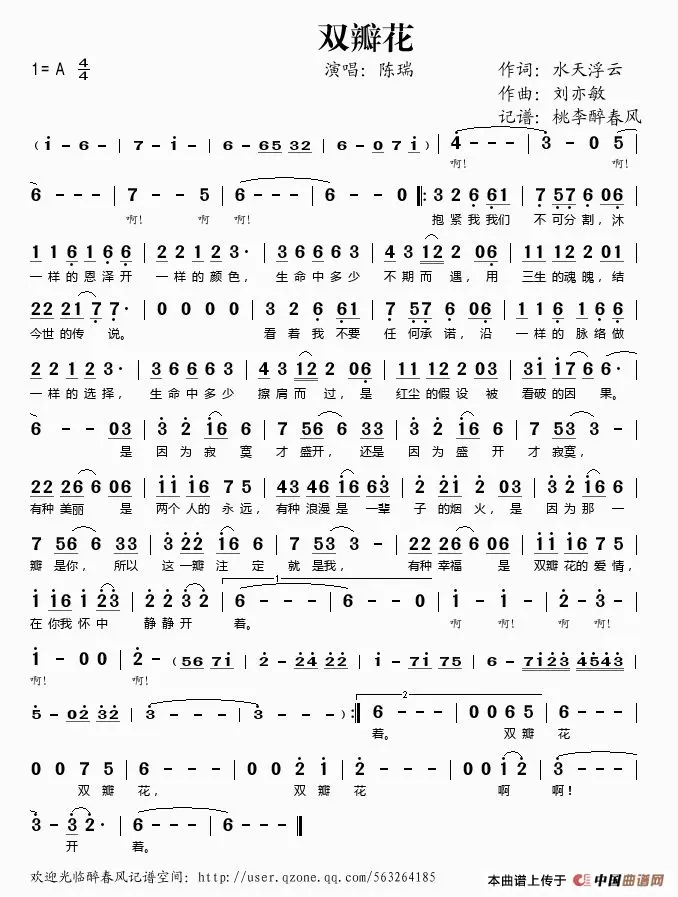 双瓣花
1= A 4/4 演唱：陈瑞 作词：水天浮云
作曲：刘亦敏
记谱：桃李醉春风
( i - 6 - | 7 - i - | 6 - 65 32 | 6 - 0 7 i ) | 4 - - - | 3 - 0 5 |
啊！ 啊！
6 - - - | 7 - - 5 | 6 - - - | 6 - - 0 ‖: 3 2 6 61 | 7 57 6 06 |
啊！ 啊 啊！ 抱紧我我们 不可分割，沐
1 1 6 1 6 6 | 2 2 1 2 3· | 3 6 6 6 3 | 4 3 12 2 06 | 11 12 2 01 |
一样的恩泽开 一样的颜色， 生命中多少 不期而遇，用 三生的魂魄，结
22 21 7 7· | 0 0 0 0 | 3 2 6 61 | 7 57 6 06 | 1 1 6 1 6 6 |
今世的传说。 看着我不要 任何承诺，沿 一样的脉络做
2 2 1 2 3· | 3 6 6 6 3 | 4 3 12 2 06 | 11 12 2 03 | 3i i7 6 6· |
一样的选择， 生命中多少 擦肩而过，是 红尘的假设被 看破的因果。
6 - - 03 | 3 2 i6 6 | 7 56 6 33 | 3 2 i6 6 | 7 53 3 - |
是 因为寂寞 才盛开，还是 因为盛开 才寂寞，
22 26 6 06 | ii i6 7 5 | 43 46 i6 63 | 2 2i 2 03 | 3 2 i6 6 |
有种美丽 是 两个人的永远，有种浪漫是一辈 子的烟火，是 因为那一
7 56 6 33 | 3 22 i6 6 | 7 53 3 - | 22 26 6 06 | ii i6 7 6 |
瓣是你，所以 这一瓣注定 就是我， 有种幸福 是 双瓣花的爱情，
1.
i i6 i 23 | 2 2 3 2 | 6 - - - | 6 - - 0 | i - i - | 2 - 3 - |
在你我怀中 静静开 着。 啊 啊！ 啊 啊！
i - 0 0 | 2 - (56 7i | 2 - 24 22 | i - 7i 75 | 6 - 7i23 4543 |
啊！ 啊！
5 - 02 32 | 3 - - - | 3 - - - ) :‖ 6 - - - | 0 0 6 5 | 6 - - - |
2
着。 双瓣 花
0 0 7 5 | 6 - - - | 0 0 2 i | 2 - - - | 0 0 i 2 | 3 - - - |
双瓣 花， 双瓣 花 啊 啊！
3 - 3 2· | 6 - - - | 6 - - - ‖
开 着。
欢迎光临醉春风记谱空间：http://user.qzone.qq.com/563264185
本曲谱上传于 中国曲谱网